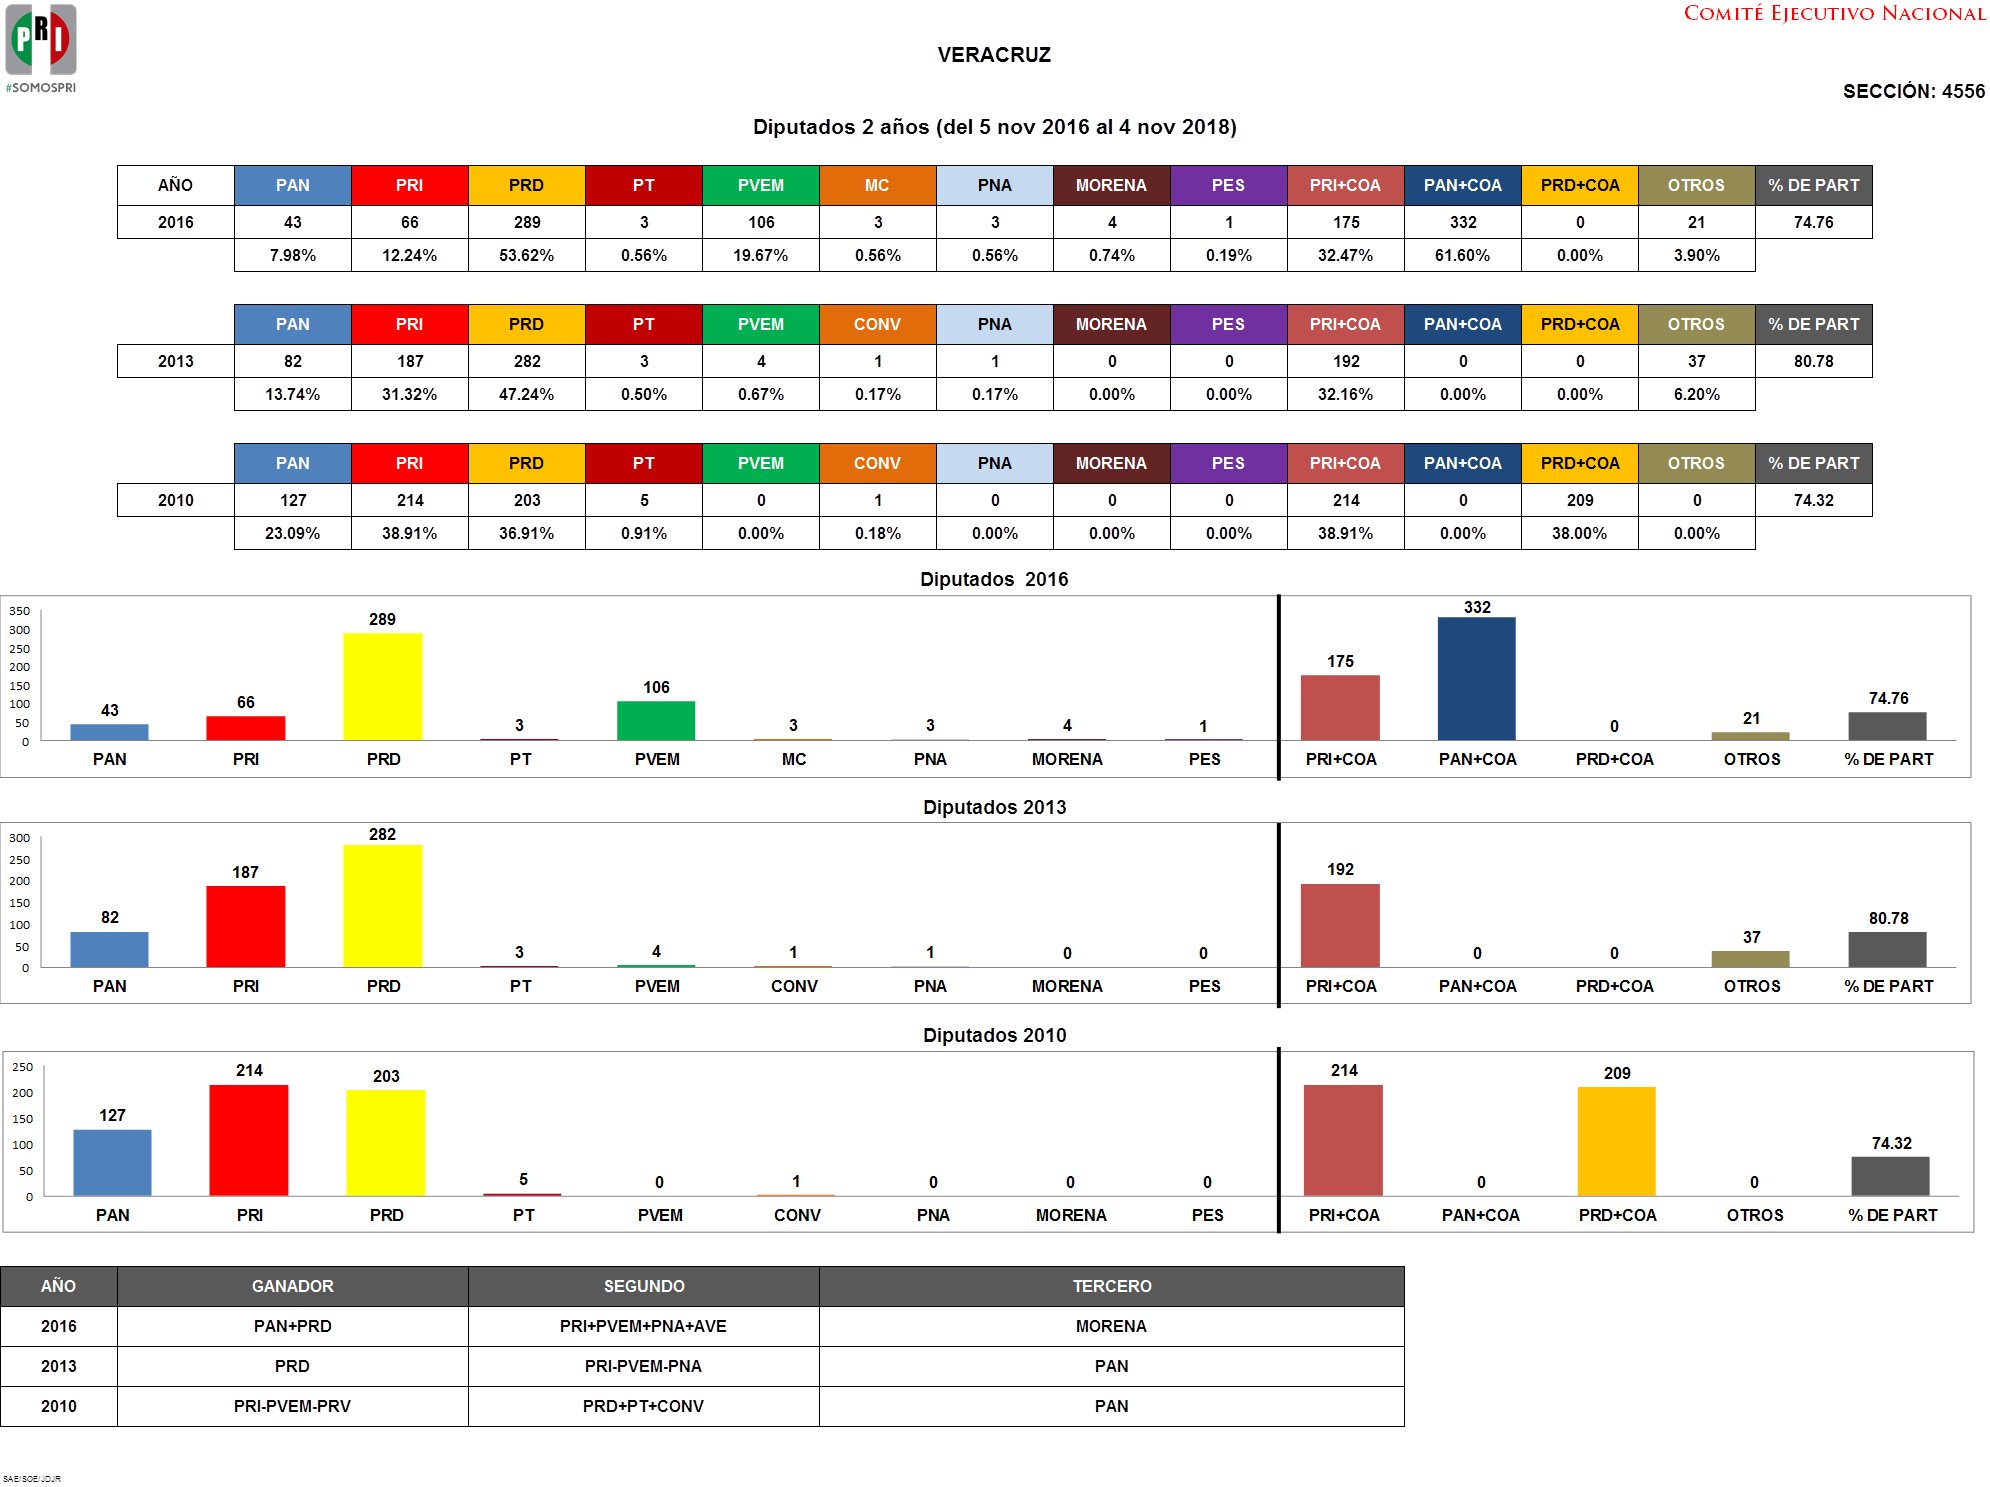 PRI
#SOMOSPRI
COMITÉ EJECUTIVO NACIONAL
VERACRUZ
SECCIÓN: 4556
Diputados 2 años (del 5 nov 2016 al 4 nov 2018)
AÑO PAN PRI PRD PT PVEM MC PNA MORENA PES PRI+COA PAN+COA PRD+COA OTROS % DE PART
2016 43 66 289 3 106 3 3 4 1 175 332 0 21 74.76
7.98% 12.24% 53.62% 0.56% 19.67% 0.56% 0.56% 0.74% 0.19% 32.47% 61.60% 0.00% 3.90%
PAN PRI PRD PT PVEM CONV PNA MORENA PES PRI+COA PAN+COA PRD+COA OTROS % DE PART
2013 82 187 282 3 4 1 1 0 0 192 0 0 37 80.78
13.74% 31.32% 47.24% 0.50% 0.67% 0.17% 0.17% 0.00% 0.00% 32.16% 0.00% 0.00% 6.20%
PAN PRI PRD PT PVEM CONV PNA MORENA PES PRI+COA PAN+COA PRD+COA OTROS % DE PART
2010 127 214 203 5 0 1 0 0 0 214 0 209 0 74.32
23.09% 38.91% 36.91% 0.91% 0.00% 0.18% 0.00% 0.00% 0.00% 38.91% 0.00% 38.00% 0.00%
Diputados 2016
350
300
250
200
150
100
50
0
43 66 289 3 106 3 3 4 1 175 332 0 21 74.76
PAN PRI PRD PT PVEM MC PNA MORENA PES PRI+COA PAN+COA PRD+COA OTROS % DE PART
Diputados 2013
300
250
200
150
100
50
0
82 187 282 3 4 1 1 0 0 192 0 0 37 80.78
PAN PRI PRD PT PVEM CONV PNA MORENA PES PRI+COA PAN+COA PRD+COA OTROS % DE PART
Diputados 2010
250
200
150
100
50
0
127 214 203 5 0 1 0 0 0 214 0 209 0 74.32
PAN PRI PRD PT PVEM CONV PNA MORENA PES PRI+COA PAN+COA PRD+COA OTROS % DE PART
AÑO GANADOR SEGUNDO TERCERO
2016 PAN+PRD PRI+PVEM+PNA+AVE MORENA
2013 PRD PRI-PVEM-PNA PAN
2010 PRI-PVEM-PRV PRD+PT+CONV PAN
SAE/SOE/JDJR